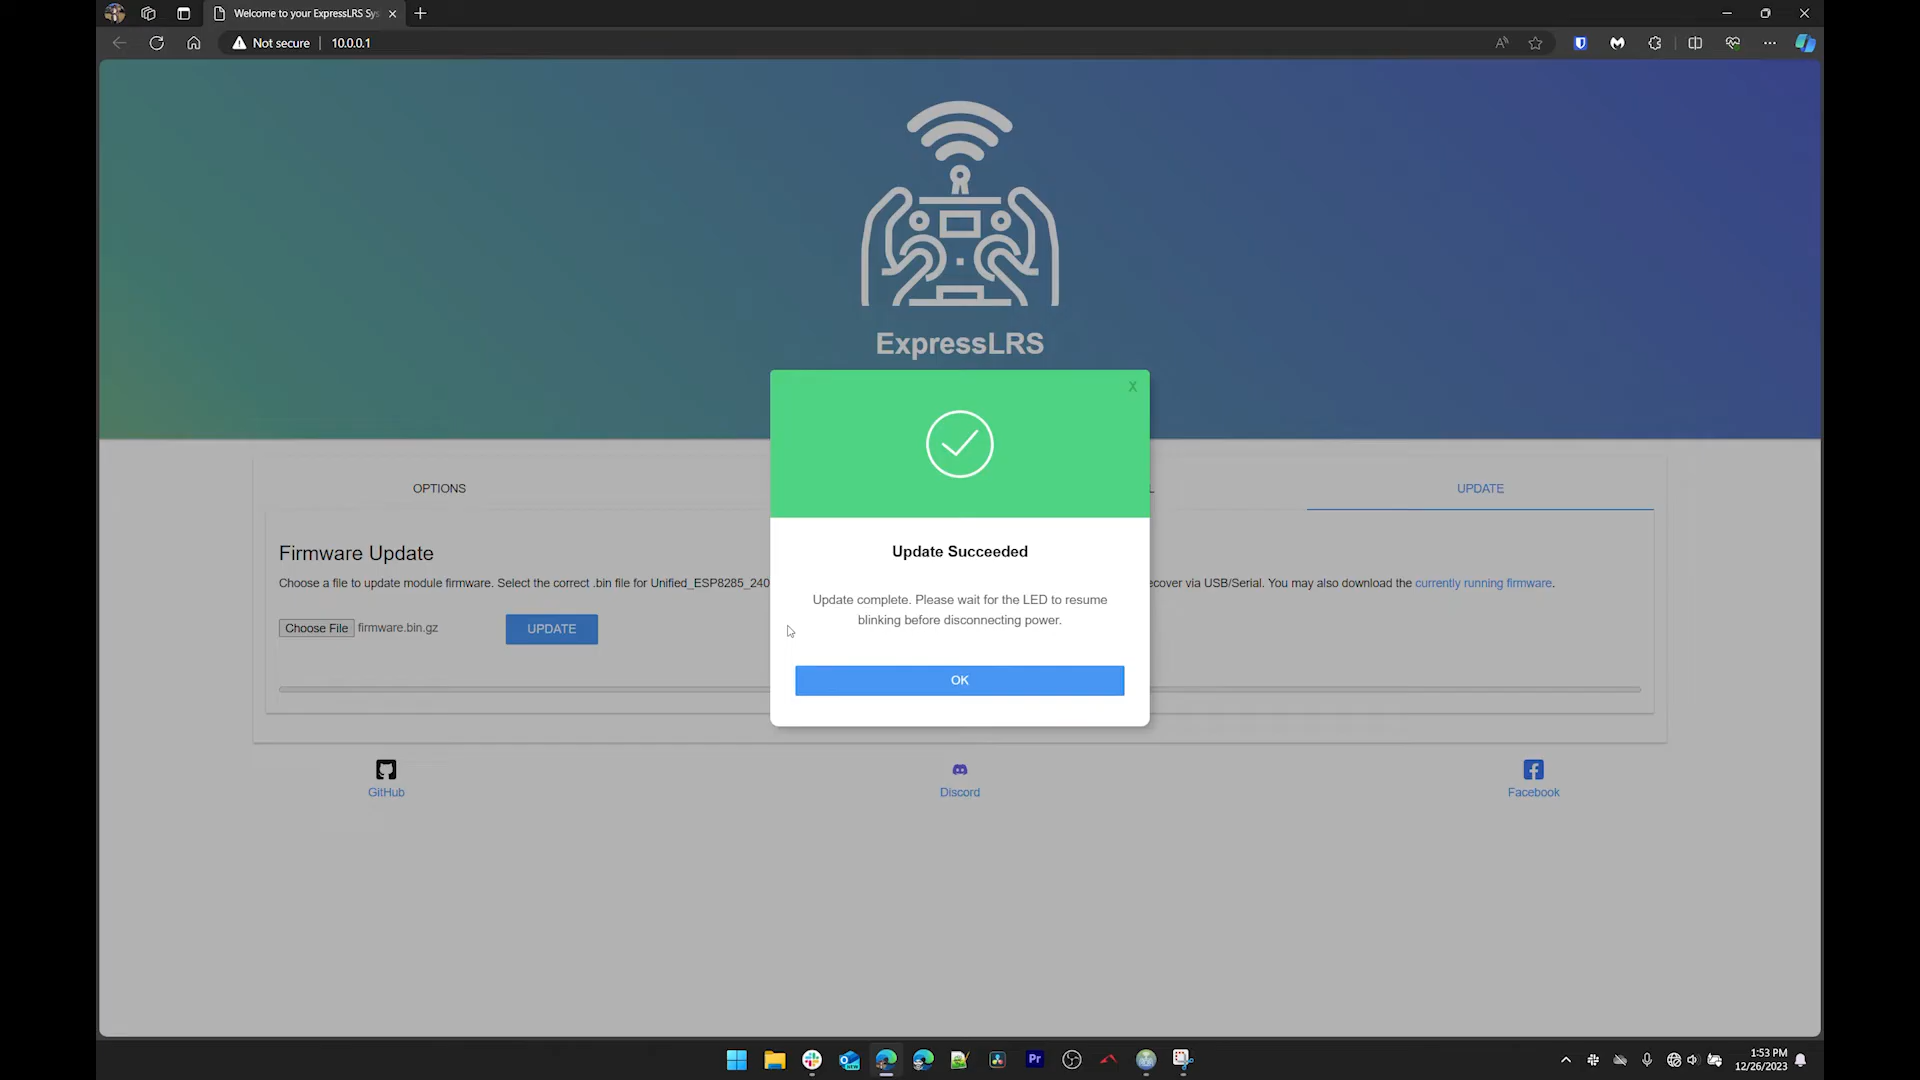 Welcome to your ExpressLRS Sy
Not secure
10.0.0.1
ExpressLRS
OPTIONS
UPDATE
Firmware Update
Choose a file to update module firmware. Select the correct .bin file for Unified_ESP8285_240
ecover via USB/Serial. You may also download the currently running firmware.
Choose File firmware.bin.gz
UPDATE
X
Update Succeeded
Update complete. Please wait for the LED to resume
blinking before disconnecting power.
OK
GitHub
Discord
Facebook
Pr
1:53 PM
12/26/2023